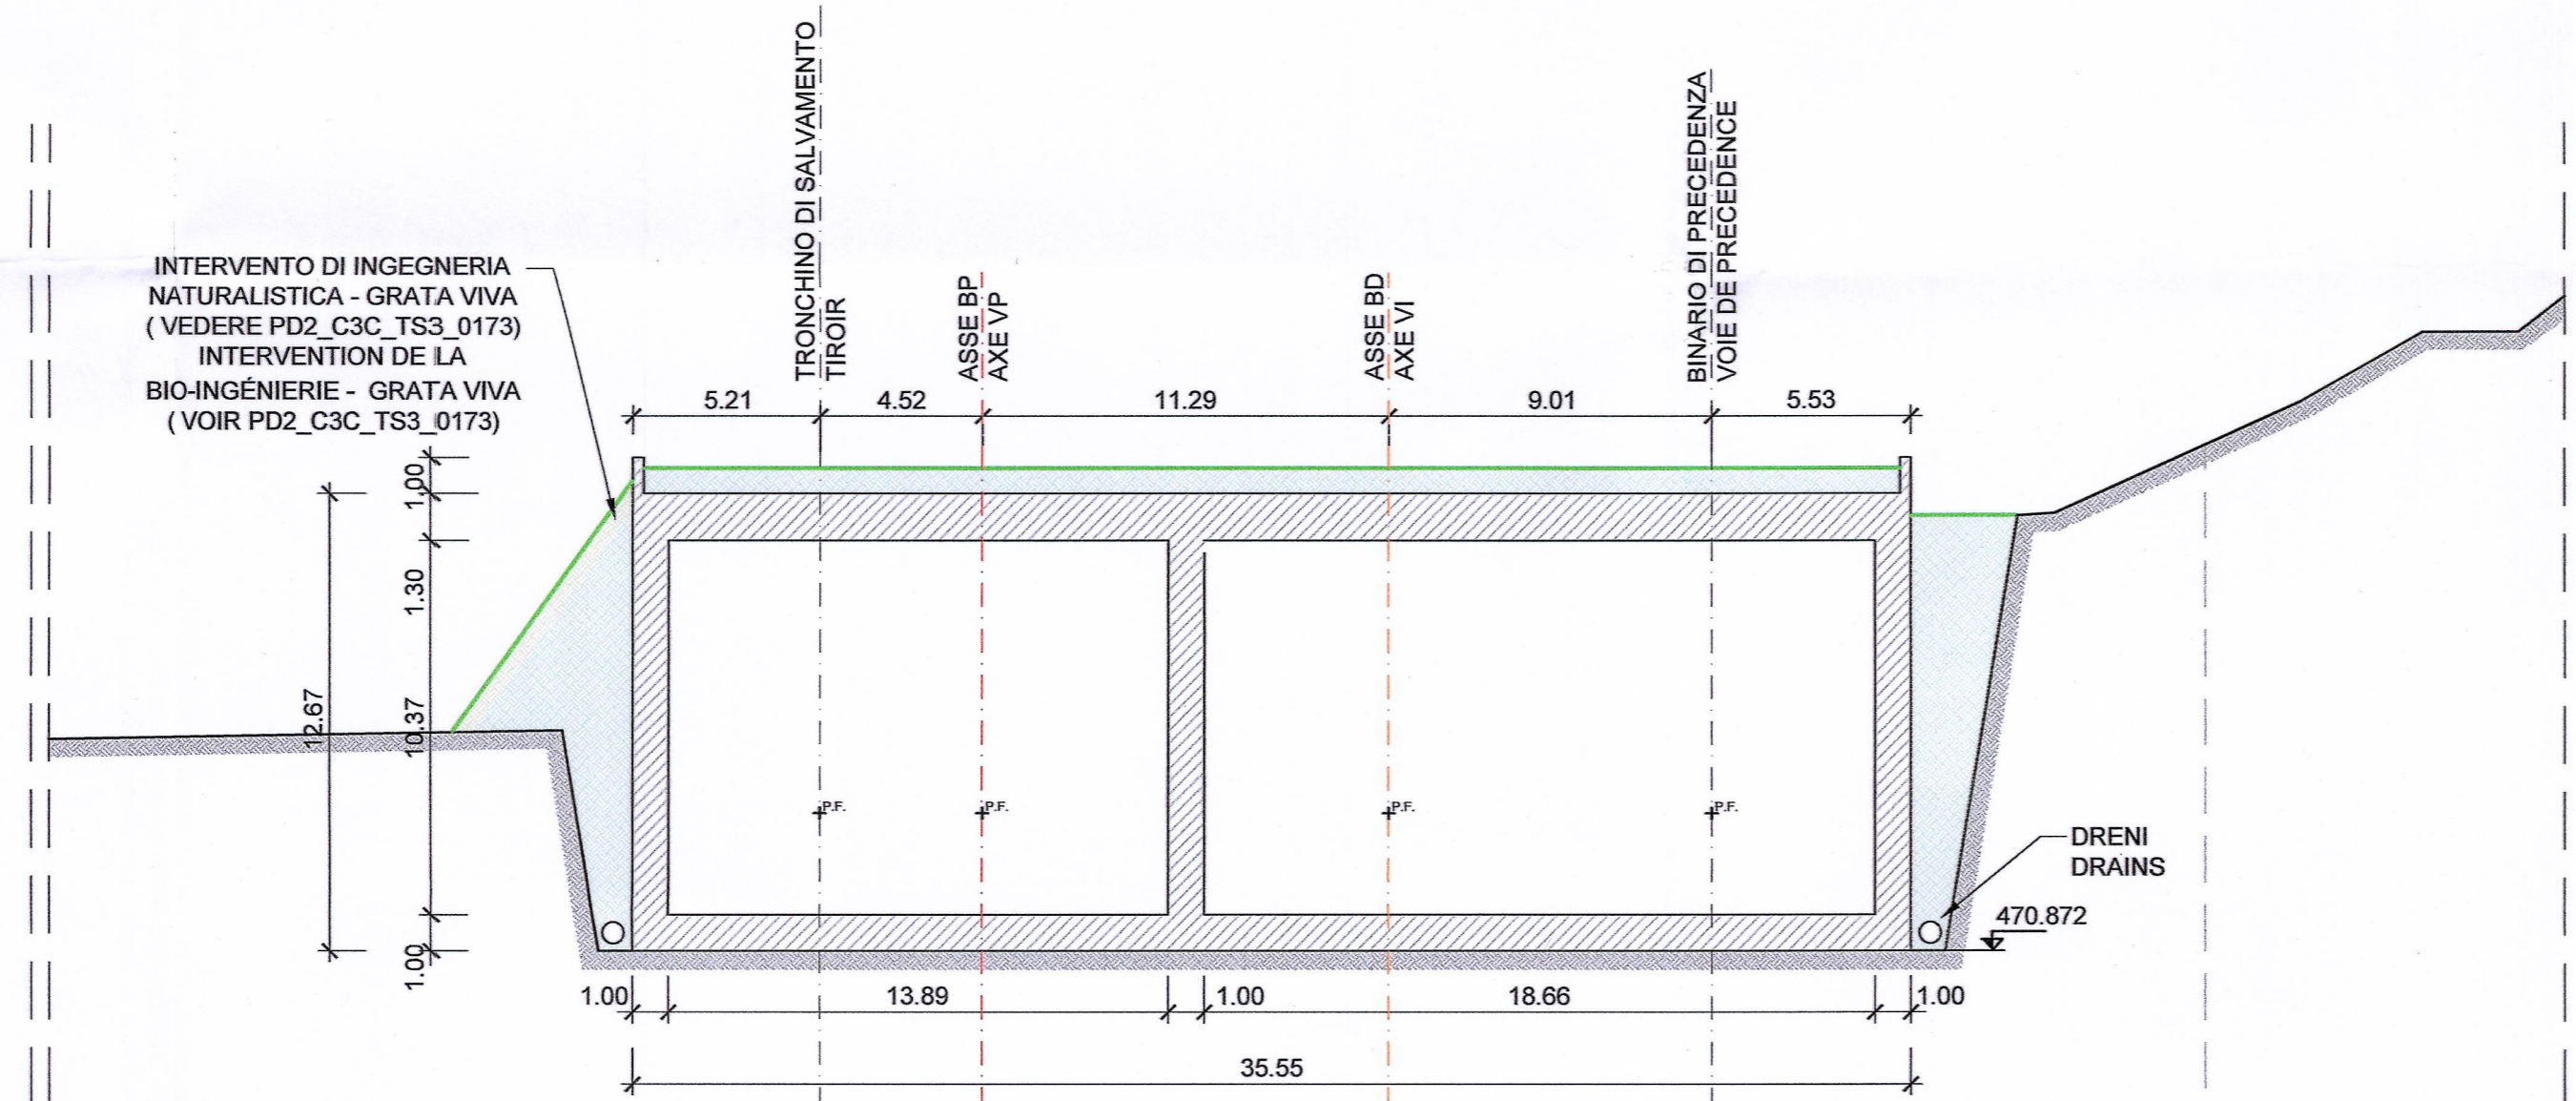 TRONCHINO DI SALVAMENTO
TIROIR
ASSE BP
AXE VP
ASSE BD
AXE VI
BINARIO DI PRECEDENZA
VOIE DE PRECEDENCE
INTERVENTO DI INGEGNERIA
NATURALISTICA - GRATA VIVA
( VEDERE PD2_C3C_TS3_0173)
INTERVENTION DE LA
BIO-INGÉNIERIE - GRATA VIVA
( VOIR PD2_C3C_TS3_0173)
5.21
4.52
11.29
9.01
5.53
1.00
1.30
12.67
10.37
1.00
P.F.
P.F.
P.F.
P.F.
DRENI
DRAINS
470.872
1.00
13.89
1.00
18.66
1.00
35.55